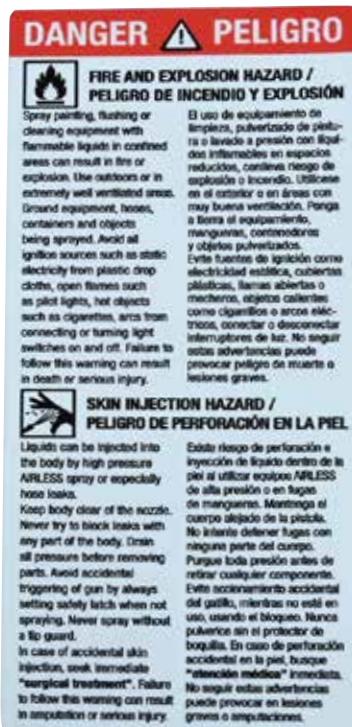 DANGER ⚠ PELIGRO
FIRE AND EXPLOSION HAZARD /
PELIGRO DE INCENDIO Y EXPLOSIÓN
Spray painting, flushing or
cleaning equipment with
flammable liquids in confined
areas can result in fire or
explosion. Use outdoors or in
extremely well ventilated areas.
Ground equipment, hoses,
containers and objects
being sprayed. Avoid all
ignition sources such as static
electricity from plastic drop
cloths, open flames such
as pilot lights, hot objects
such as cigarettes, arcs from
connecting or turning light
switches on and off. Failure to
follow this warning can result
in death or serious injury.
El uso de equipamiento de
limpieza, pulverizado de pintu-
ra o lavado a presión con líqui-
dos inflamables en espacios
reducidos, conlleva riesgo de
explosión o incendio. Utilícese
en el exterior o en áreas con
muy buena ventilación. Ponga
a tierra el equipamiento,
mangueras, contenedores
y objetos pulverizados.
Evite fuentes de ignición como
electricidad estática, cubiertas
plásticas, llamas abiertas o
mecheros, objetos calientes
como cigarrillos o arcos eléc-
tricos, conectar o desconectar
interruptores de luz. No seguir
estas advertencias puede
provocar peligro de muerte o
lesiones graves.
SKIN INJECTION HAZARD /
PELIGRO DE PERFORACIÓN EN LA PIEL
Liquids can be injected into
the body by high pressure
AIRLESS spray or especially
hose leaks.
Keep body clear of the nozzle.
Never try to block leaks with
any part of the body. Drain
all pressure before removing
parts. Avoid accidental
triggering of gun by always
setting safety latch when not
spraying. Never spray without
a tip guard.
In case of accidental skin
injection, seek immediate
"surgical treatment". Failure
to follow this warning can result
in amputation or serious injury.
Existe riesgo de perforación e
inyección de líquido dentro de la
piel al utilizar equipos AIRLESS
de alta presión o en fugas
de mangueras. Mantenga el
cuerpo alejado de la pistola.
No intente detener fugas con
ninguna parte del cuerpo.
Purgue toda presión antes de
retirar cualquier componente.
Evite accionamiento accidental
del gatillo, mientras no esté en
uso, usando el bloqueo. Nunca
pulverice sin el protector de
boquilla. En caso de perforación
accidental en la piel, busque
"atención médica" inmediata.
No seguir estas advertencias
puede provocar en lesiones
graves o amputaciones.